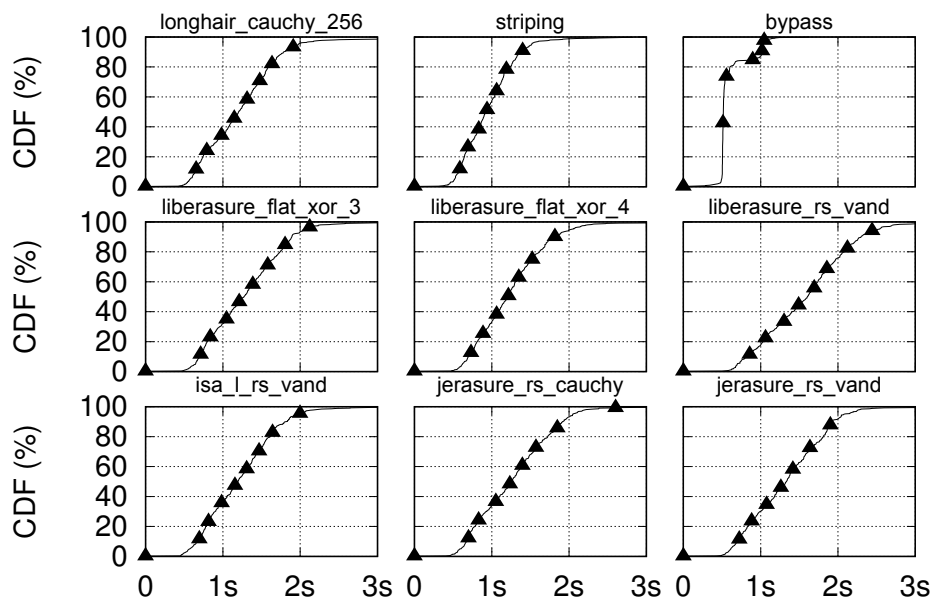 longhair_cauchy_256 striping bypass
CDF (%)
100
80
60
40
20
0
liberasure_flat_xor_3 liberasure_flat_xor_4 liberasure_rs_vand
CDF (%)
100
80
60
40
20
0
isa_l_rs_vand jerasure_rs_cauchy jerasure_rs_vand
CDF (%)
100
80
60
40
20
0
0 1s 2s 3s 0 1s 2s 3s 0 1s 2s 3s